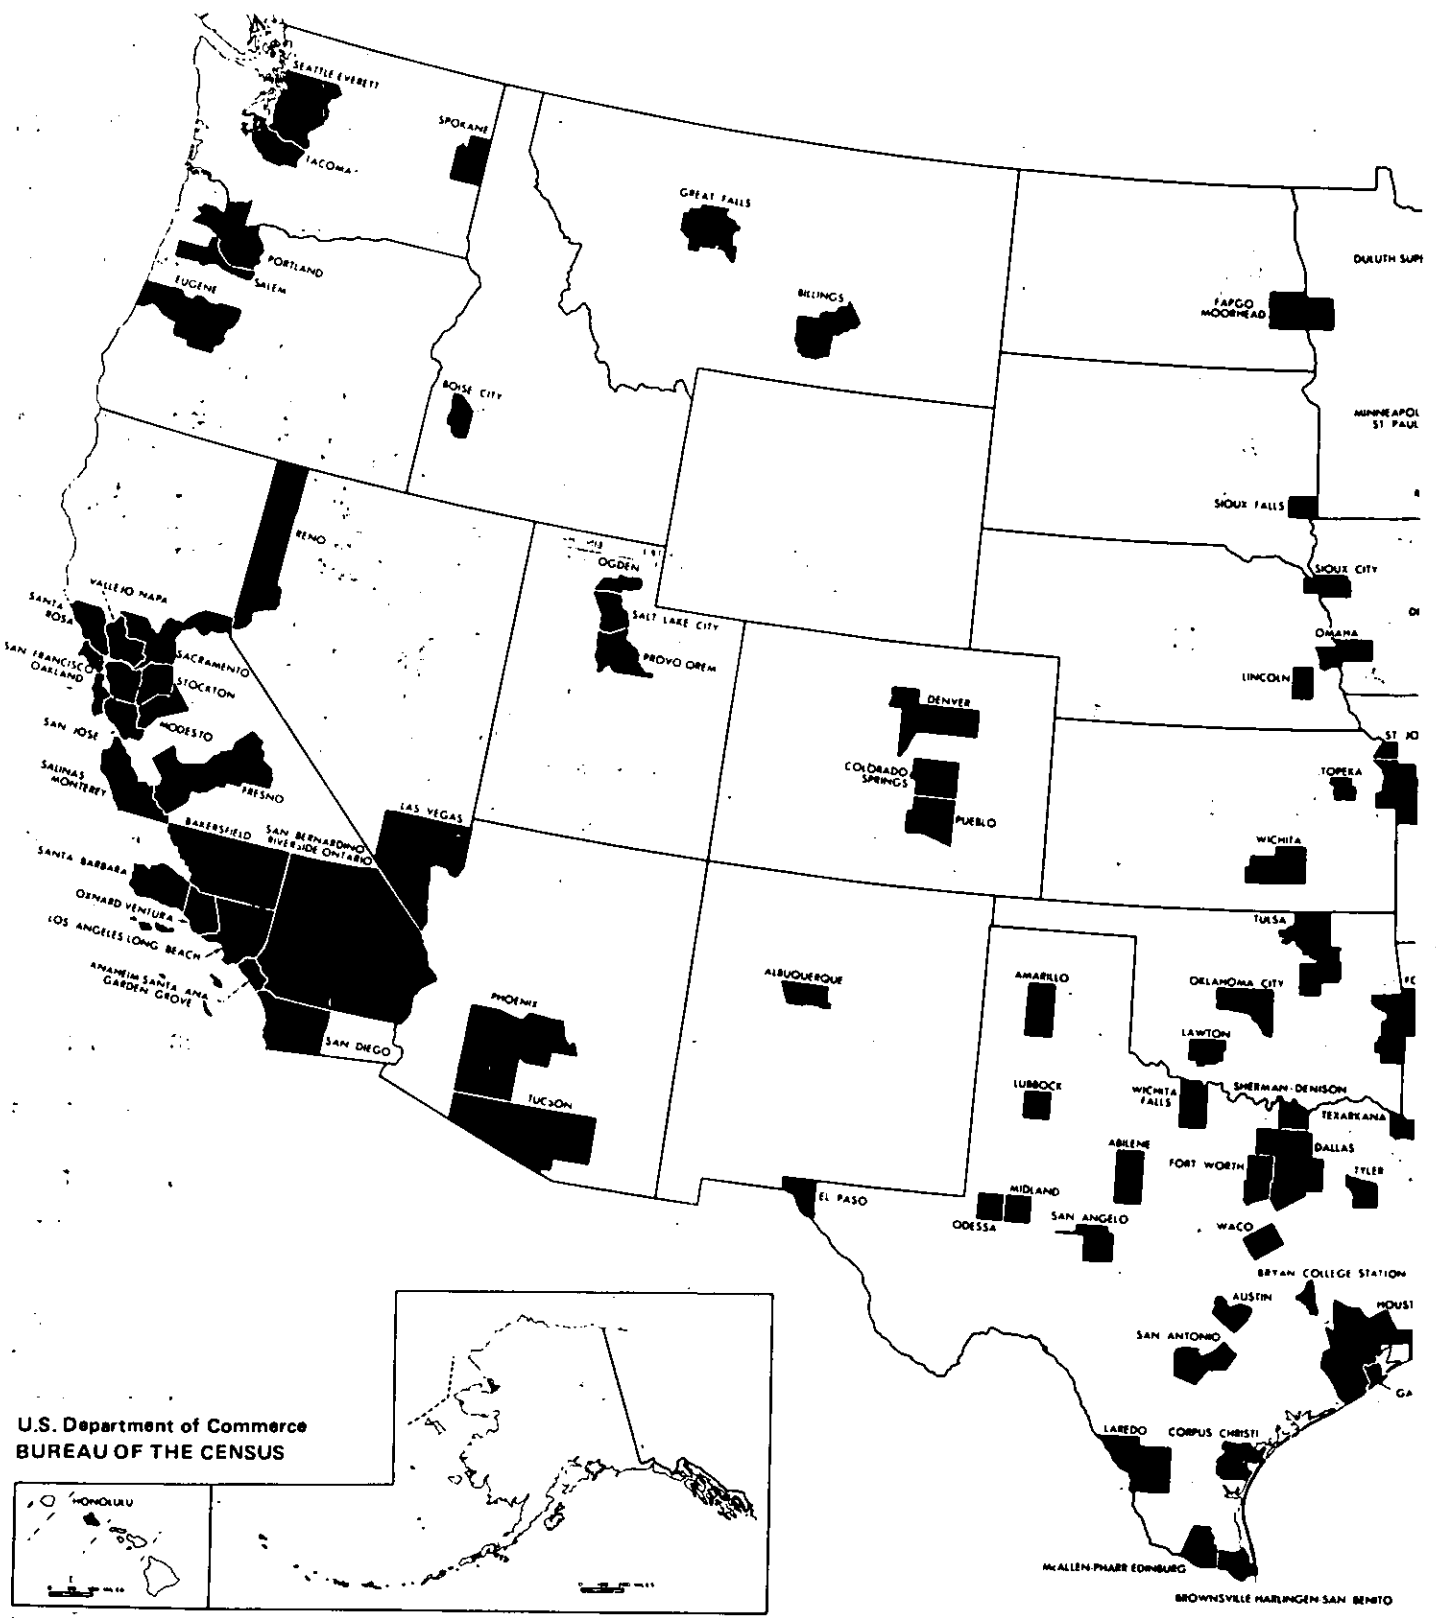 SEATTLE EVERETT
SPOKANE
TACOMA
GREAT FALLS
PORTLAND
SALEM
EUGENE
DULUTH SUP
BILLINGS
FARGO
MOORHEAD
BOISE CITY
MINNEAPOL
ST PAUL
SIOUX FALLS
RENO
OGDEN
SIOUX CITY
VALLEJO NAPA
SANTA
ROSA
SALT LAKE CITY
OMAHA
SAN FRANCISCO
OAKLAND
SACRAMENTO
PROVO OREM
LINCOLN
STOCKTON
DENVER
SAN JOSE
MODESTO
ST JO
SALINAS
MONTEREY
COLORADO
SPRINGS
TOPEKA
FRESNO
LAS VEGAS
PUEBLO
BAKERSFIELD
SAN BERNARDINO
RIVERSIDE ONTARIO
WICHITA
SANTA BARBARA
OXNARD VENTURA
TULSA
LOS ANGELES LONG BEACH
ANAHEIM SANTA ANA
GARDEN GROVE
ALBUQUERQUE
AMARILLO
OKLAHOMA CITY
FO
PHOENIX
LAWTON
SAN DIEGO
LUBBOCK
WICHITA
FALLS
SHERMAN-DENISON
TUCSON
TEXARKANA
ABILENE
DALLAS
FORT WORTH
TYLER
EL PASO
MIDLAND
ODESSA
SAN ANGELO
WACO
BRYAN COLLEGE STATION
AUSTIN
HOUST
SAN ANTONIO
GA
U.S. Department of Commerce
BUREAU OF THE CENSUS
LAREDO
CORPUS CHRISTI
HONOLULU
McALLEN-PHARR EDINBURG
BROWNSVILLE HARLINGEN-SAN BENITO